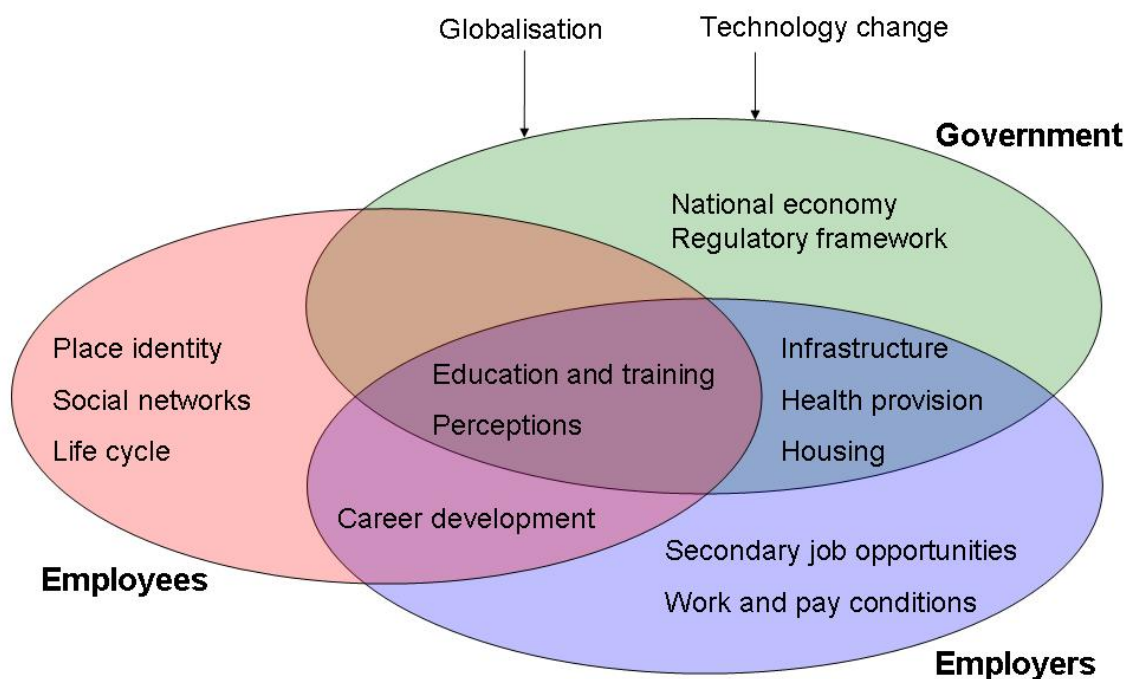 Globalisation
Technology change
Government
National economy
Regulatory framework
Place identity
Social networks
Life cycle
Education and training
Perceptions
Infrastructure
Health provision
Housing
Career development
Secondary job opportunities
Work and pay conditions
Employees
Employers